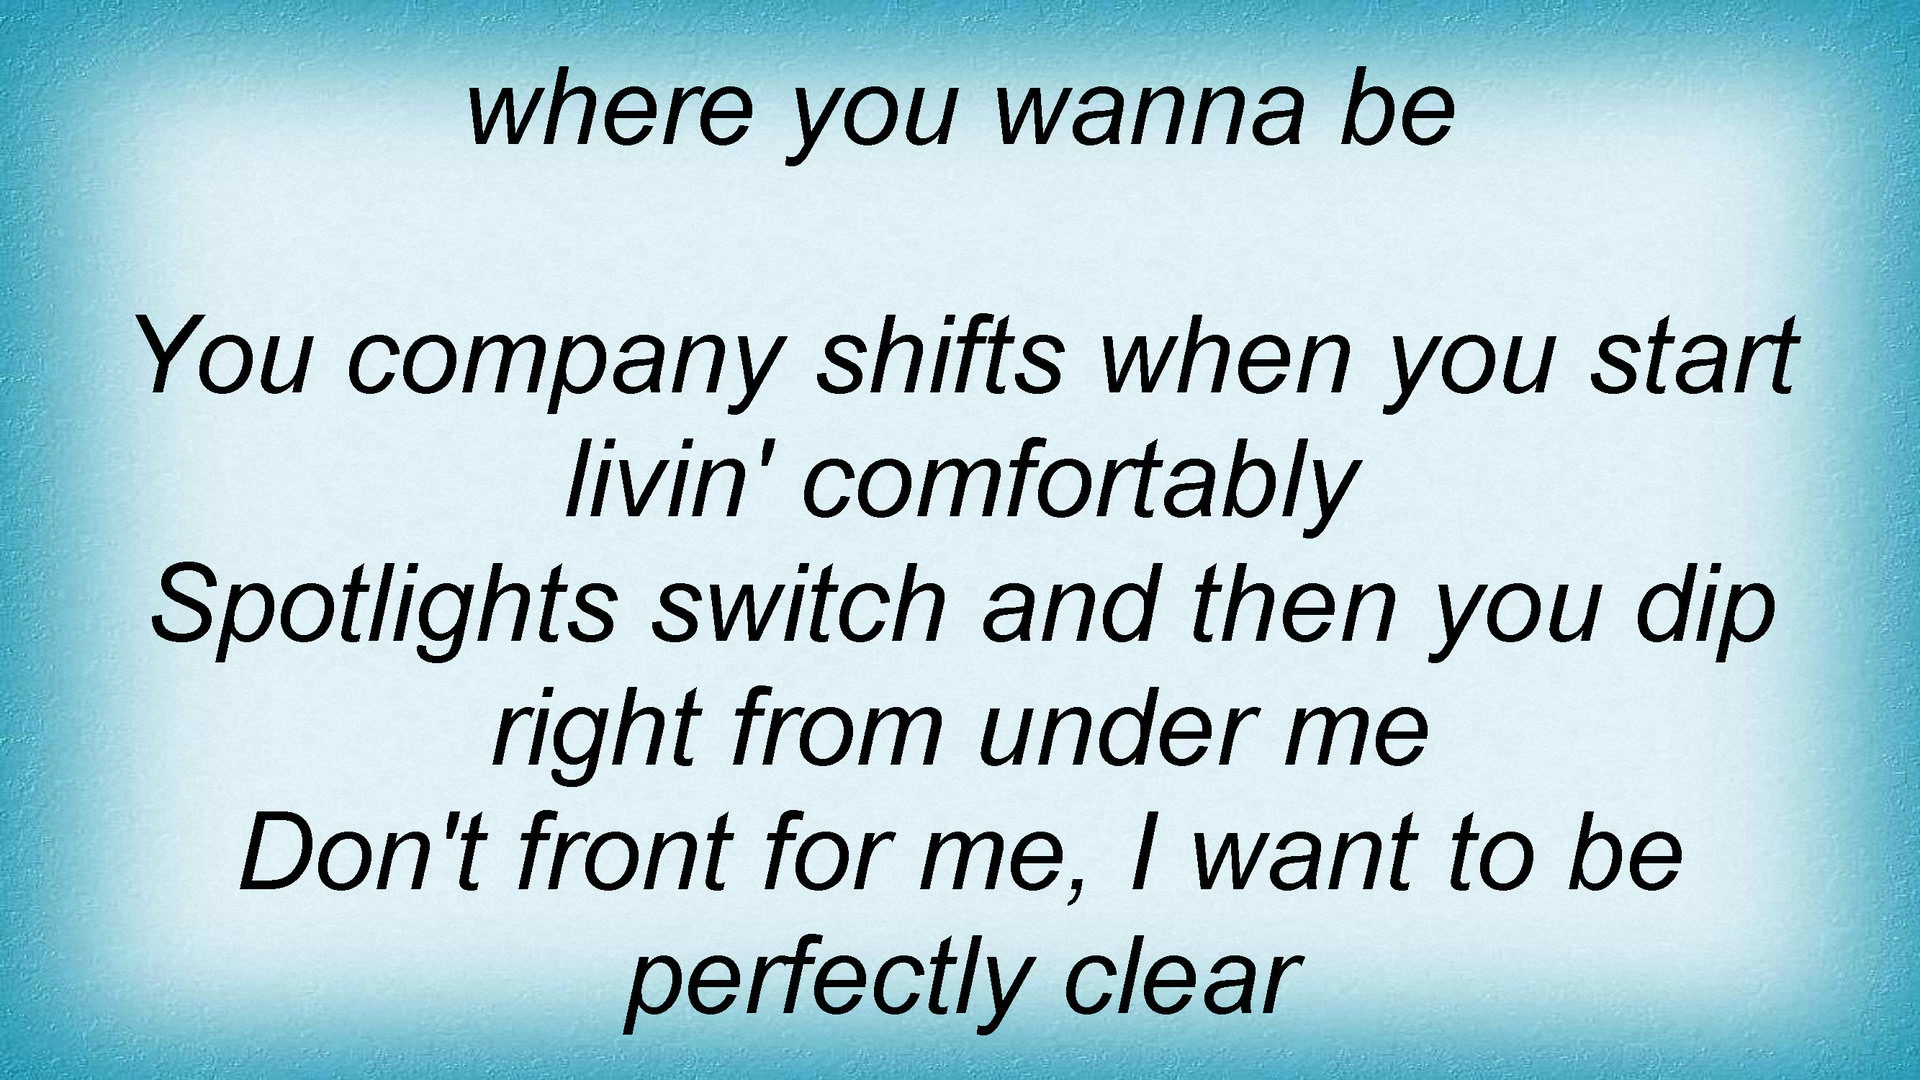 where you wanna be
You company shifts when you start
livin' comfortably
Spotlights switch and then you dip
right from under me
Don't front for me, I want to be
perfectly clear